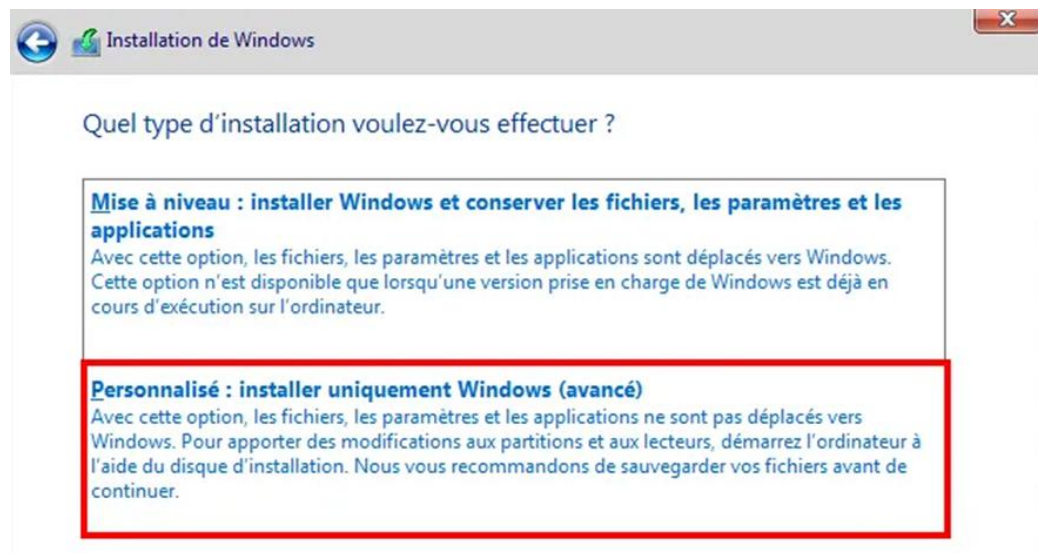 Installation de Windows
Quel type d'installation voulez-vous effectuer ?
Mise à niveau : installer Windows et conserver les fichiers, les paramètres et les
applications
Avec cette option, les fichiers, les paramètres et les applications sont déplacés vers Windows.
Cette option n'est disponible que lorsqu'une version prise en charge de Windows est déjà en
cours d'exécution sur l'ordinateur.
Personnalisé : installer uniquement Windows (avancé)
Avec cette option, les fichiers, les paramètres et les applications ne sont pas déplacés vers
Windows. Pour apporter des modifications aux partitions et aux lecteurs, démarrez l'ordinateur à
l'aide du disque d'installation. Nous vous recommandons de sauvegarder vos fichiers avant de
continuer.